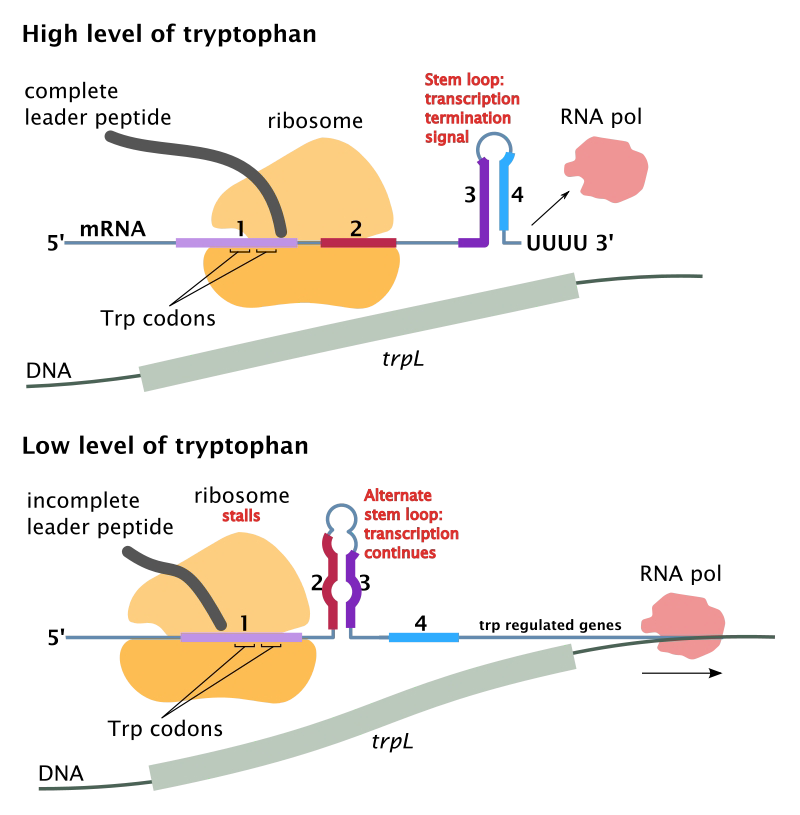 High level of tryptophan
complete
leader peptide
ribosome
Stem loop:
transcription
termination
signal
RNA pol
3
4
5'
mRNA
1
2
UUUU 3'
Trp codons
trpL
DNA
Low level of tryptophan
incomplete
leader peptide
ribosome
stalls
Alternate
stem loop:
transcription
continues
RNA pol
2
3
5'
1
4
trp regulated genes
Trp codons
trpL
DNA